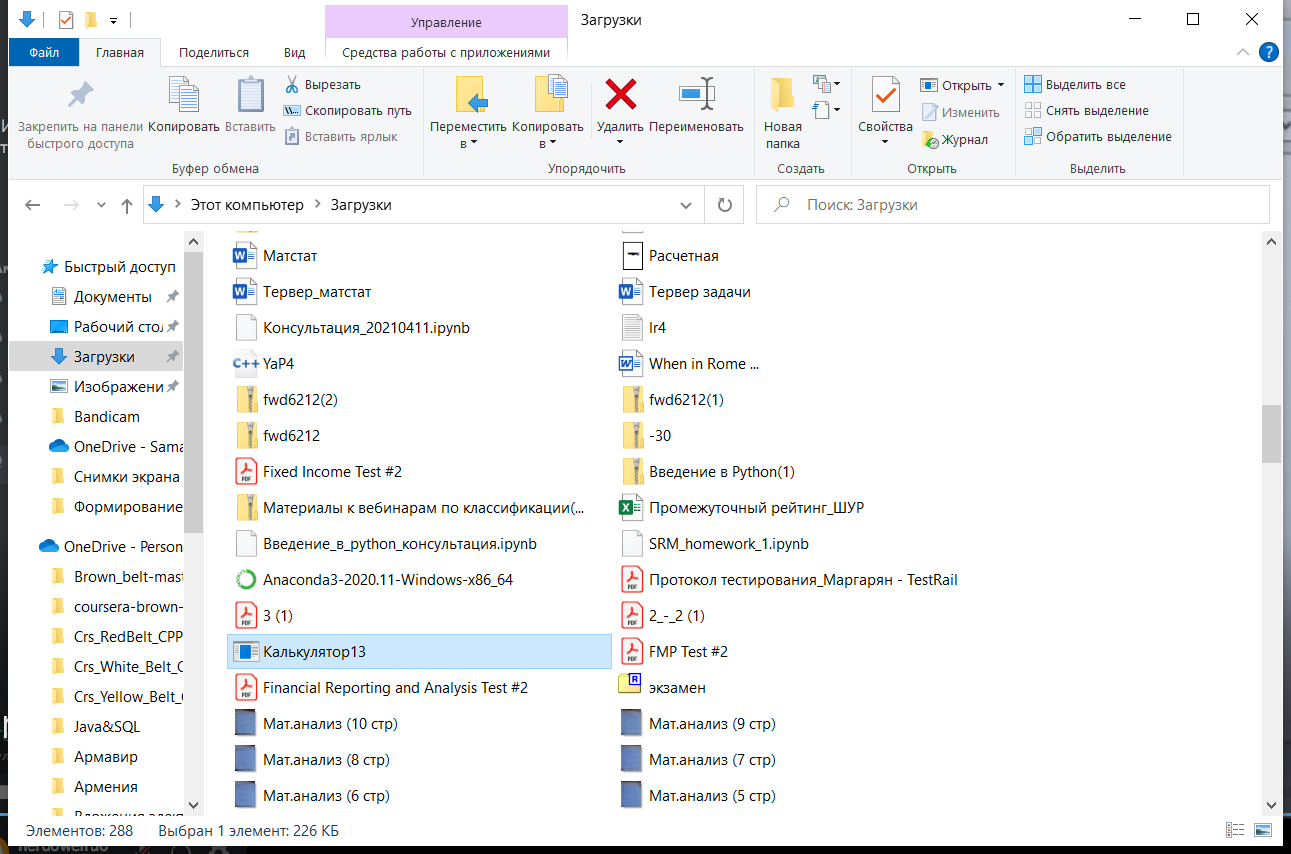 Управление
Загрузки
Файл
Главная
Поделиться
Вид
Средства работы с приложениями
Закрепить на панели быстрого доступа
Копировать
Вставить
Вырезать
Скопировать путь
Вставить ярлык
Буфер обмена
Переместить в
Копировать в
Удалить
Переименовать
Упорядочить
Новая папка
Создать
Свойства
Открыть
Изменить
Журнал
Открыть
Выделить все
Снять выделение
Обратить выделение
Выделить
Этот компьютер
Загрузки
Поиск: Загрузки
Быстрый доступ
Документы
Рабочий стол
Загрузки
Изображени
Bandicam
OneDrive - Sama
Снимки экрана
Формирование
OneDrive - Person
Brown_belt-mast
coursera-brown-
Crs_RedBelt_CPP
Crs_White_Belt_C
Crs_Yellow_Belt_
Java&SQL
Армавир
Армения
Матстат
Расчетная
Тервер_матстат
Тервер задачи
Консультация_20210411.ipynb
lr4
C++
YaP4
When in Rome ...
fwd6212(2)
fwd6212(1)
fwd6212
-30
Fixed Income Test #2
Введение в Python(1)
Материалы к вебинарам по классификации(...
Промежуточный рейтинг_ШУР
Введение_в_python_консультация.ipynb
SRM_homework_1.ipynb
Anaconda3-2020.11-Windows-x86_64
Протокол тестирования_Маргарян - TestRail
3 (1)
2_-_2 (1)
Калькулятор13
FMP Test #2
Financial Reporting and Analysis Test #2
экзамен
Мат.анализ (10 стр)
Мат.анализ (9 стр)
Мат.анализ (8 стр)
Мат.анализ (7 стр)
Мат.анализ (6 стр)
Мат.анализ (5 стр)
Элементов: 288
Выбран 1 элемент: 226 КБ